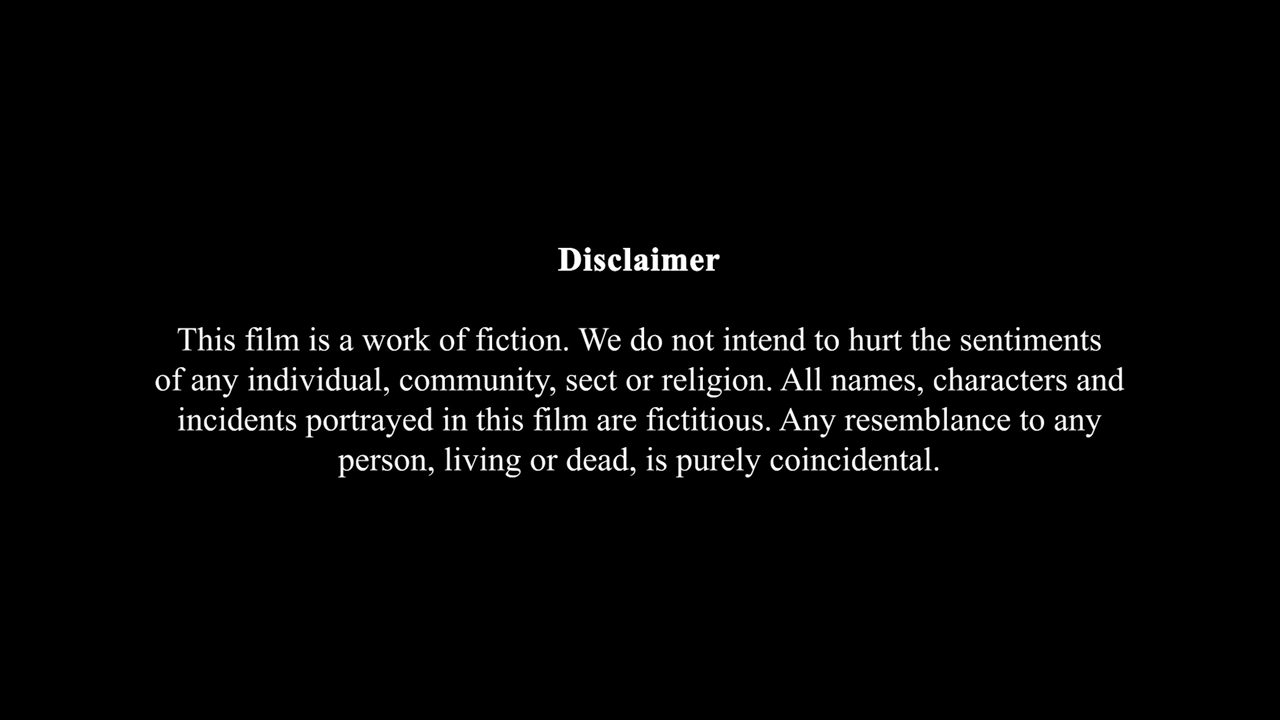 Disclaimer
This film is a work of fiction. We do not intend to hurt the sentiments
of any individual, community, sect or religion. All names, characters and
incidents portrayed in this film are fictitious. Any resemblance to any
person, living or dead, is purely coincidental.